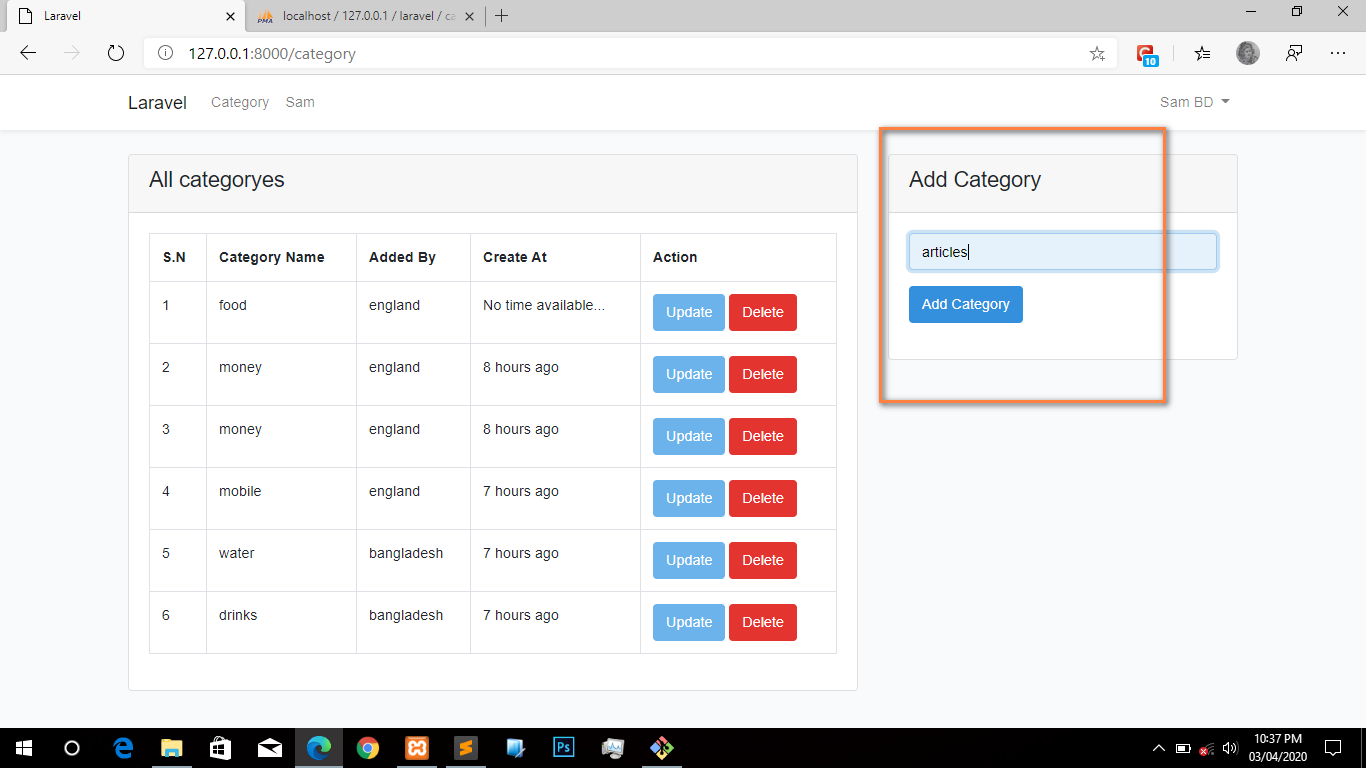 Laravel
localhost / 127.0.0.1 / laravel / ca
127.0.0.1:8000/category
10
Laravel Category Sam Sam BD
All categoryes
S.N Category Name Added By Create At Action
1 food england No time available... Update Delete
2 money england 8 hours ago Update Delete
3 money england 8 hours ago Update Delete
4 mobile england 7 hours ago Update Delete
5 water bangladesh 7 hours ago Update Delete
6 drinks bangladesh 7 hours ago Update Delete
Add Category
articles
Add Category
Ps
10:37 PM
03/04/2020